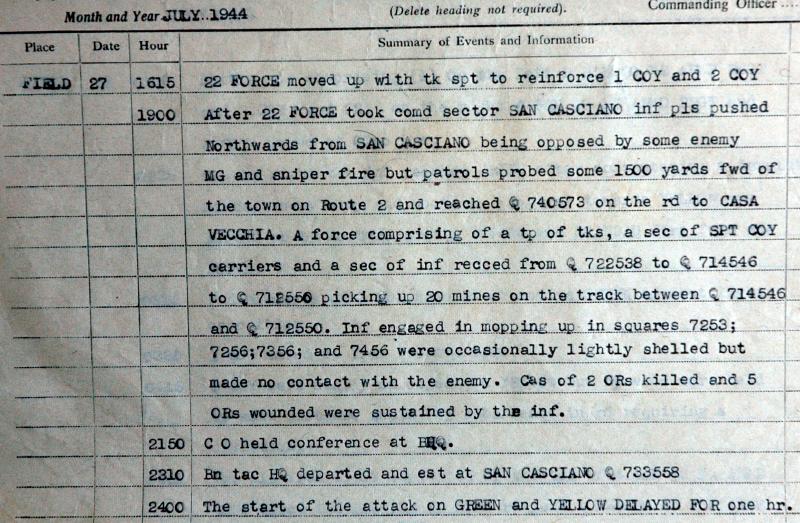 Month and Year JULY..1944 (Delete heading not required). Commanding Officer ....
Place Date Hour Summary of Events and Information
FIELD 27 1615 22 FORCE moved up with tk spt to reinforce 1 COY and 2 COY
1900 After 22 FORCE took comd sector SAN CASCIANO inf pls pushed
Northwards from SAN CASCIANO being opposed by some enemy
MG and sniper fire but patrols probed some 1500 yards fwd of
the town on Route 2 and reached Q 740573 on the rd to CASA
VECCHIA. A force comprising of a tp of tks, a sec of SPT COY
carriers and a sec of inf recced from Q 722538 to Q 714546
to Q 712550 picking up 20 mines on the track between Q 714546
and Q 712550. Inf engaged in mopping up in squares 7253;
7256;7356; and 7456 were occasionally lightly shelled but
made no contact with the enemy. Cas of 2 ORs killed and 5
ORs wounded were sustained by the inf.
2150 C O held conference at BHQ.
2310 Bn tac HQ departed and est at SAN CASCIANO Q 733558
2400 The start of the attack on GREEN and YELLOW DELAYED FOR one hr.